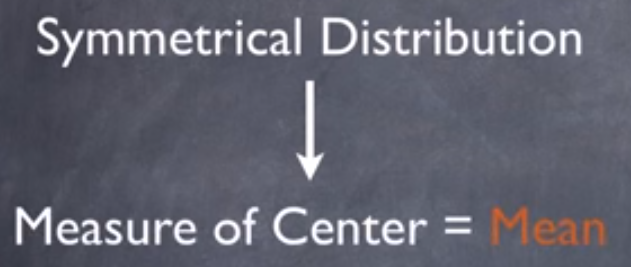 Symmetrical Distribution
Measure of Center = Mean